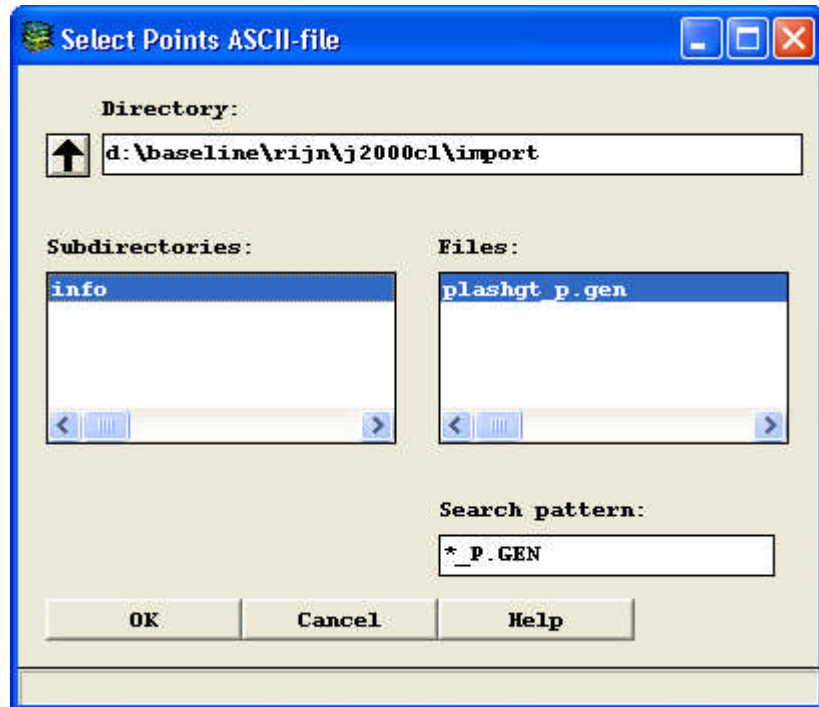 Select Points ASCII-file
Directory:
d:\baseline\rijn\j2000cl\import
Subdirectories: Files:
info plashgt_p.gen
Search pattern:
*_P.GEN
OK Cancel Help